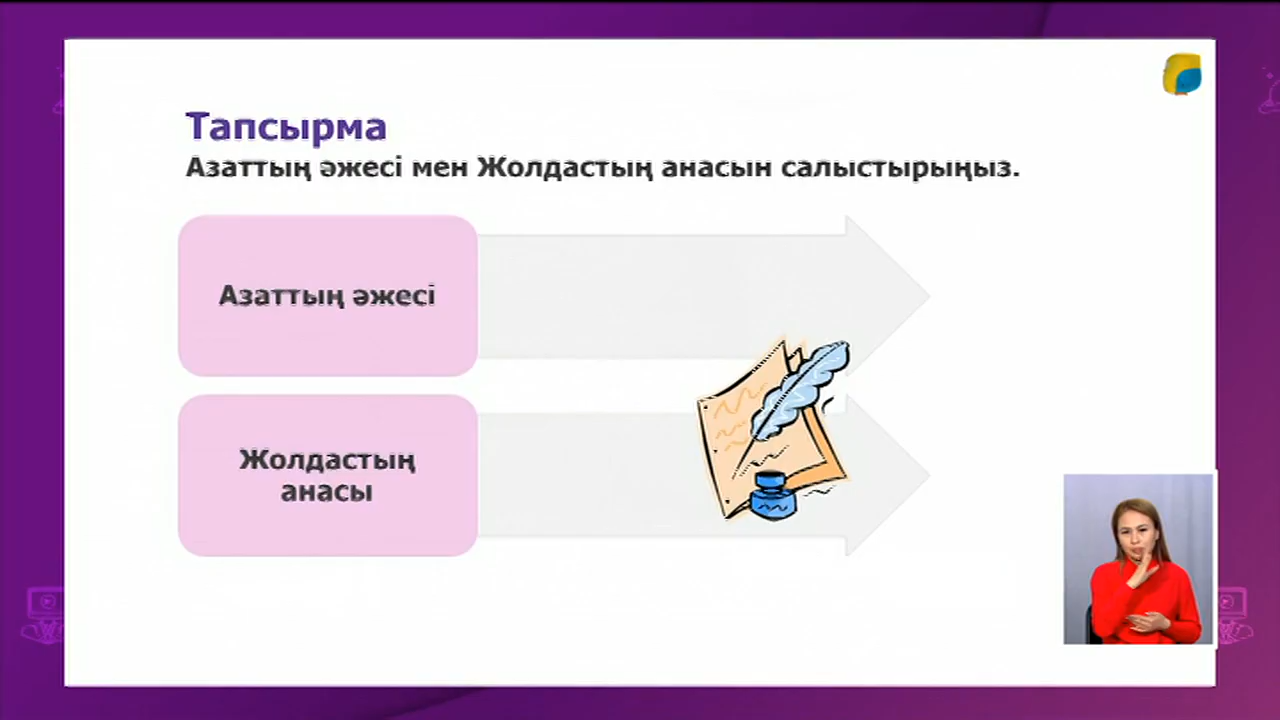 Тапсырма
Азаттың әжесі мен Жолдастың анасын салыстырыңыз.
Азаттың әжесі
Жолдастың
анасы